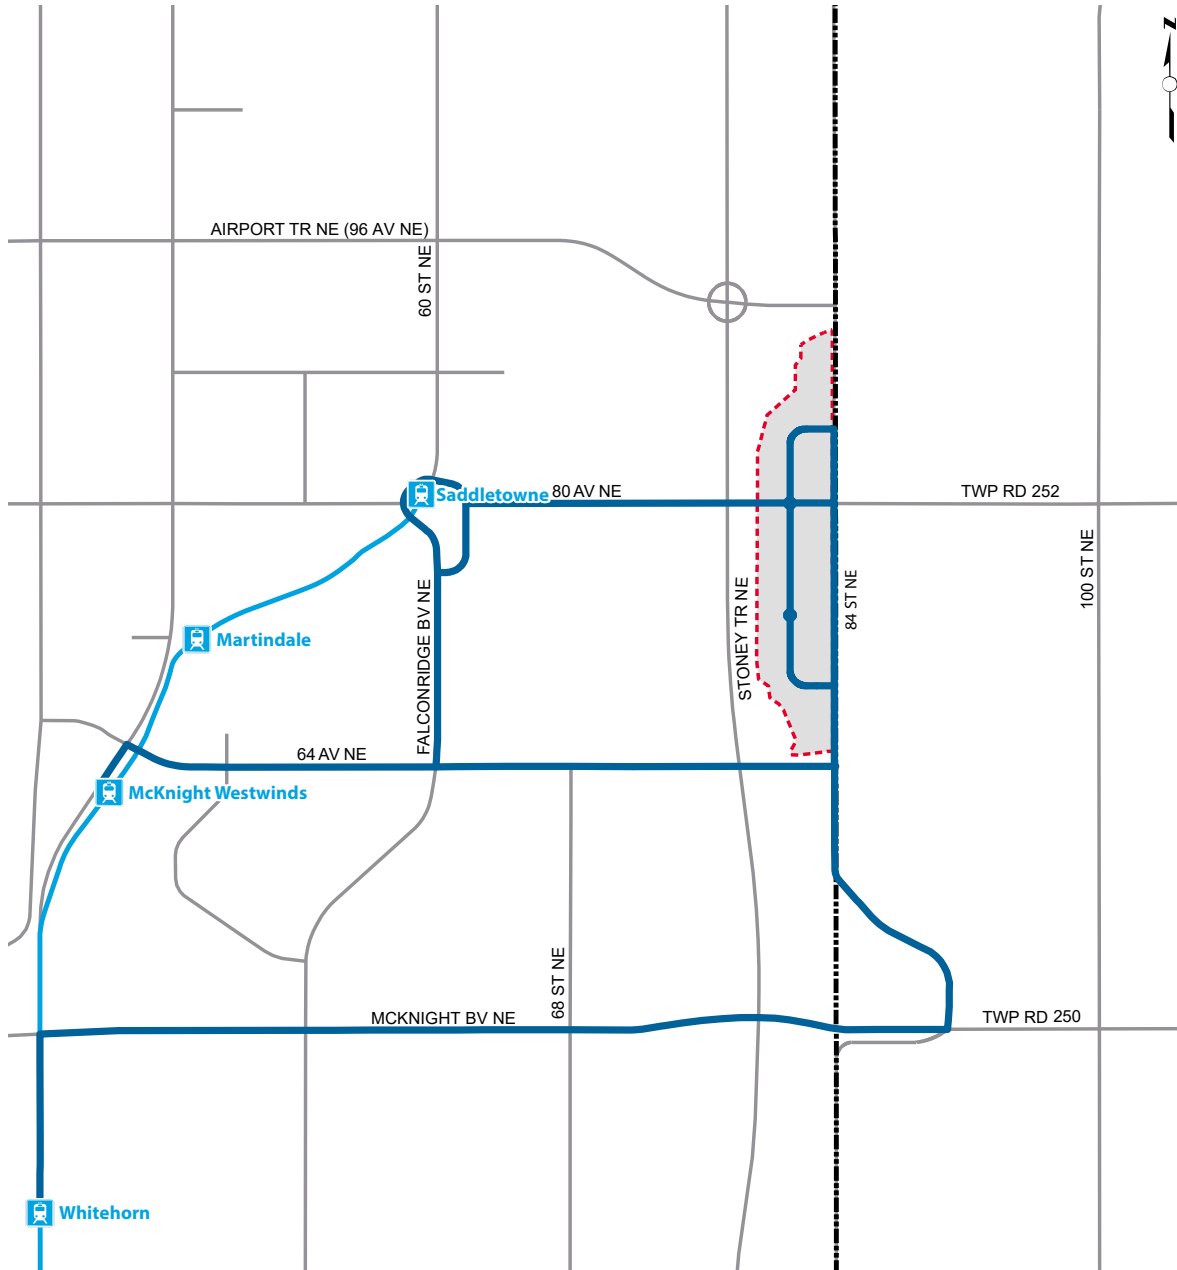 N
AIRPORT TR NE (96 AV NE)
60 ST NE
Saddletowne
80 AV NE
TWP RD 252
100 ST NE
84 ST NE
STONEY TR NE
FALCONRIDGE BV NE
Martindale
64 AV NE
McKnight Westwinds
68 ST NE
MCKNIGHT BV NE
TWP RD 250
Whitehorn